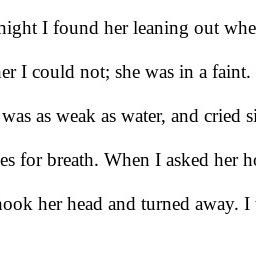 night I found her leaning out whe
er I could not; she was in a faint.
was as weak as water, and cried si
es for breath. When I asked her ho
hook her head and turned away. I